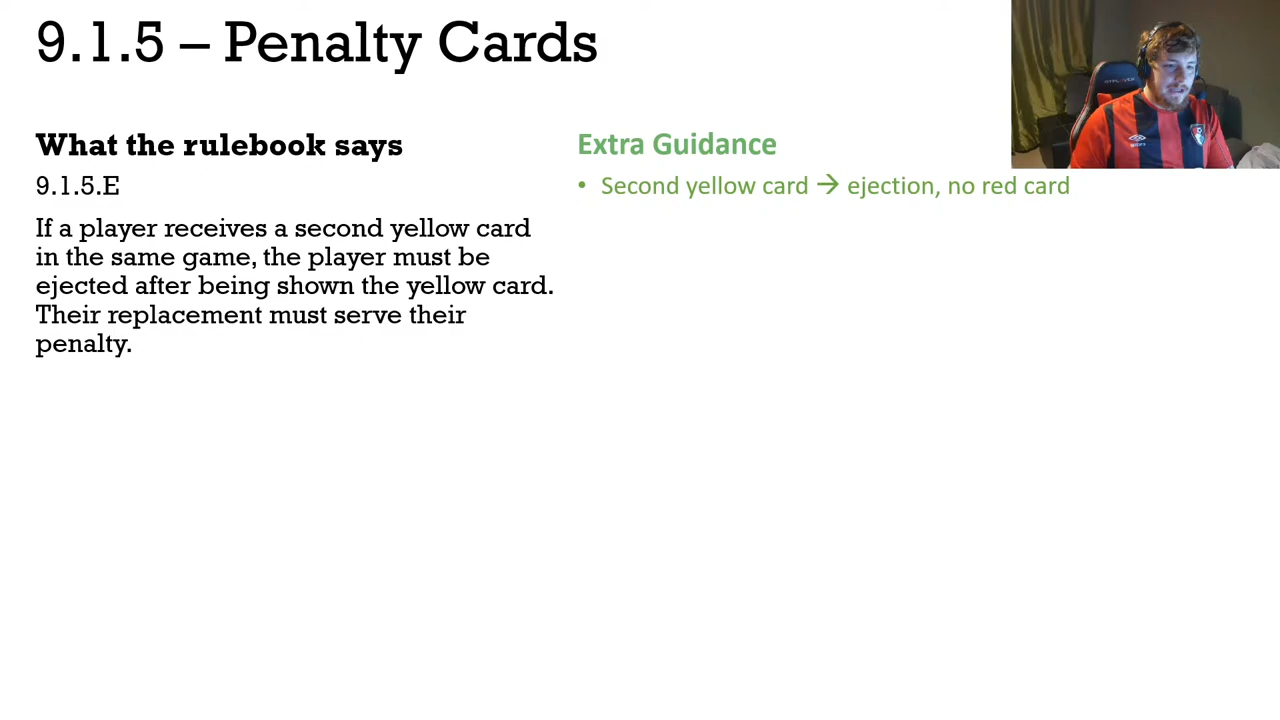 9.1.5 – Penalty Cards
What the rulebook says
9.1.5.E
If a player receives a second yellow card
in the same game, the player must be
ejected after being shown the yellow card.
Their replacement must serve their
penalty.
Extra Guidance
• Second yellow card → ejection, no red card